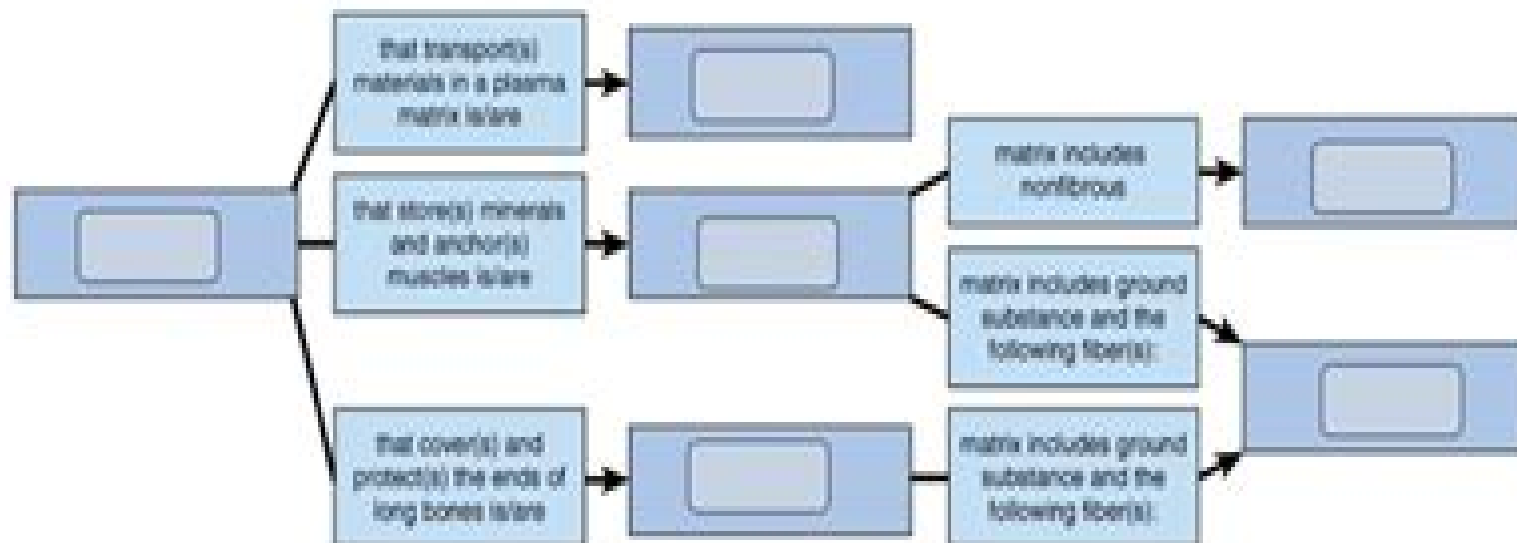 that transport(s)
materials in a plasma
matrix is/are
that store(s) minerals
and anchor(s)
muscles is/are
that cover(s) and
protect(s) the ends of
long bones is/are
matrix includes
nonfibrous
matrix includes ground
substance and the
following fiber(s):
matrix includes ground
substance and the
following fiber(s):